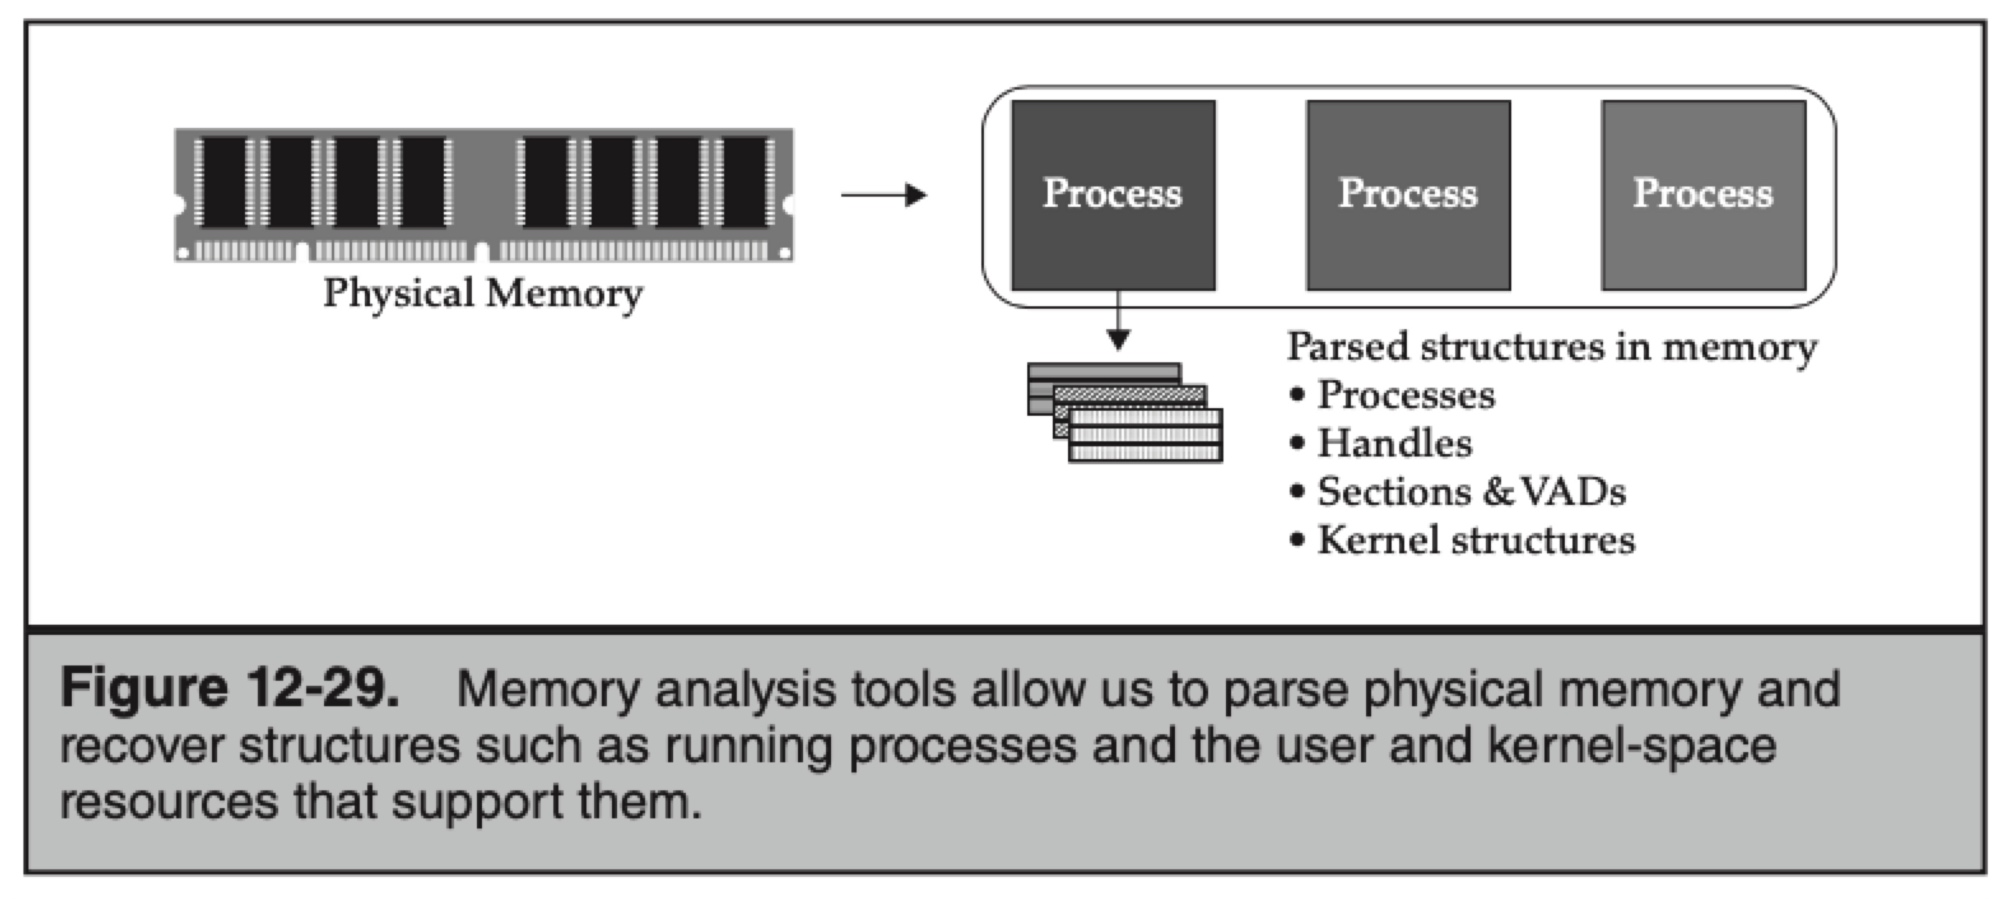 Process
Process
Process
Physical Memory
Parsed structures in memory
• Processes
• Handles
• Sections & VADs
• Kernel structures
Figure 12-29. Memory analysis tools allow us to parse physical memory and
recover structures such as running processes and the user and kernel-space
resources that support them.